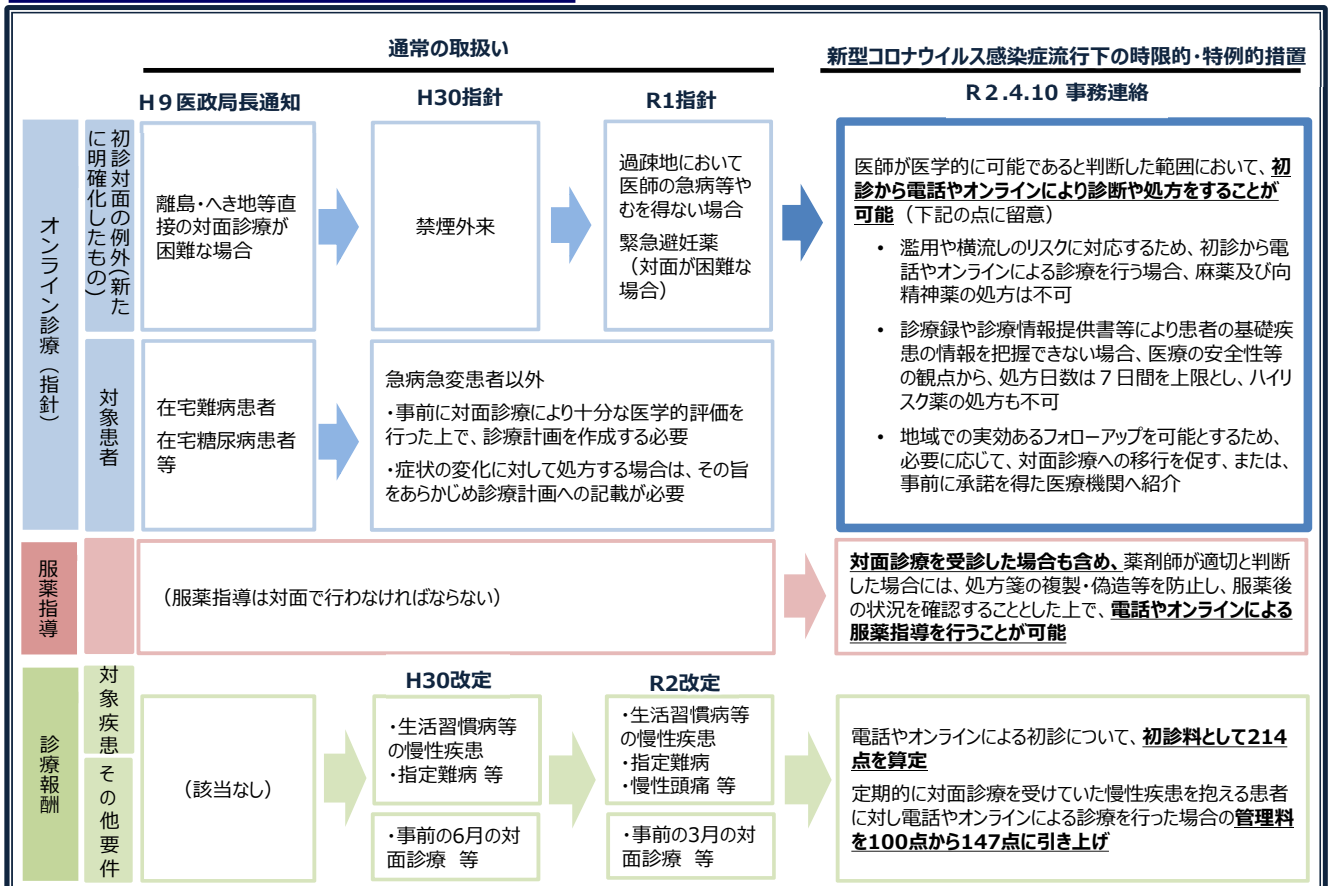 通常の取扱い
新型コロナウイルス感染症流行下の時限的・特例的措置
H9医政局長通知
H30指針
R1指針
R2.4.10 事務連絡
オンライン診療（指針）
初診対面の例外(新た
に明確化したもの)
離島・へき地等直
接の対面診療が
困難な場合
禁煙外来
過疎地において
医師の急病等や
むを得ない場合
緊急避妊薬
（対面が困難な
場合）
対象患者
在宅難病患者
在宅糖尿病患者
等
急病急変患者以外
・事前に対面診療により十分な医学的評価を
行った上で、診療計画を作成する必要
・症状の変化に対して処方する場合は、その旨
をあらかじめ診療計画への記載が必要
医師が医学的に可能であると判断した範囲において、初
診から電話やオンラインにより診断や処方をすることが
可能（下記の点に留意）
• 濫用や横流しのリスクに対応するため、初診から電
話やオンラインによる診療を行う場合、麻薬及び向
精神薬の処方は不可
• 診療録や診療情報提供書等により患者の基礎疾
患の情報を把握できない場合、医療の安全性等
の観点から、処方日数は７日間を上限とし、ハイリ
スク薬の処方も不可
• 地域での実効あるフォローアップを可能とするため、
必要に応じて、対面診療への移行を促す、または、
事前に承諾を得た医療機関へ紹介
服薬指導
（服薬指導は対面で行わなければならない）
対面診療を受診した場合も含め、薬剤師が適切と判断
した場合には、処方箋の複製・偽造等を防止し、服薬後
の状況を確認することとした上で、電話やオンラインによる
服薬指導を行うことが可能
診療報酬
対象疾患
その他要件
（該当なし）
H30改定
・生活習慣病等
の慢性疾患
・指定難病 等
・事前の6月の対
面診療 等
R2改定
・生活習慣病等
の慢性疾患
・指定難病
・慢性頭痛 等
・事前の3月の対
面診療 等
電話やオンラインによる初診について、初診料として214
点を算定
定期的に対面診療を受けていた慢性疾患を抱える患者
に対し電話やオンラインによる診療を行った場合の管理料
を100点から147点に引き上げ